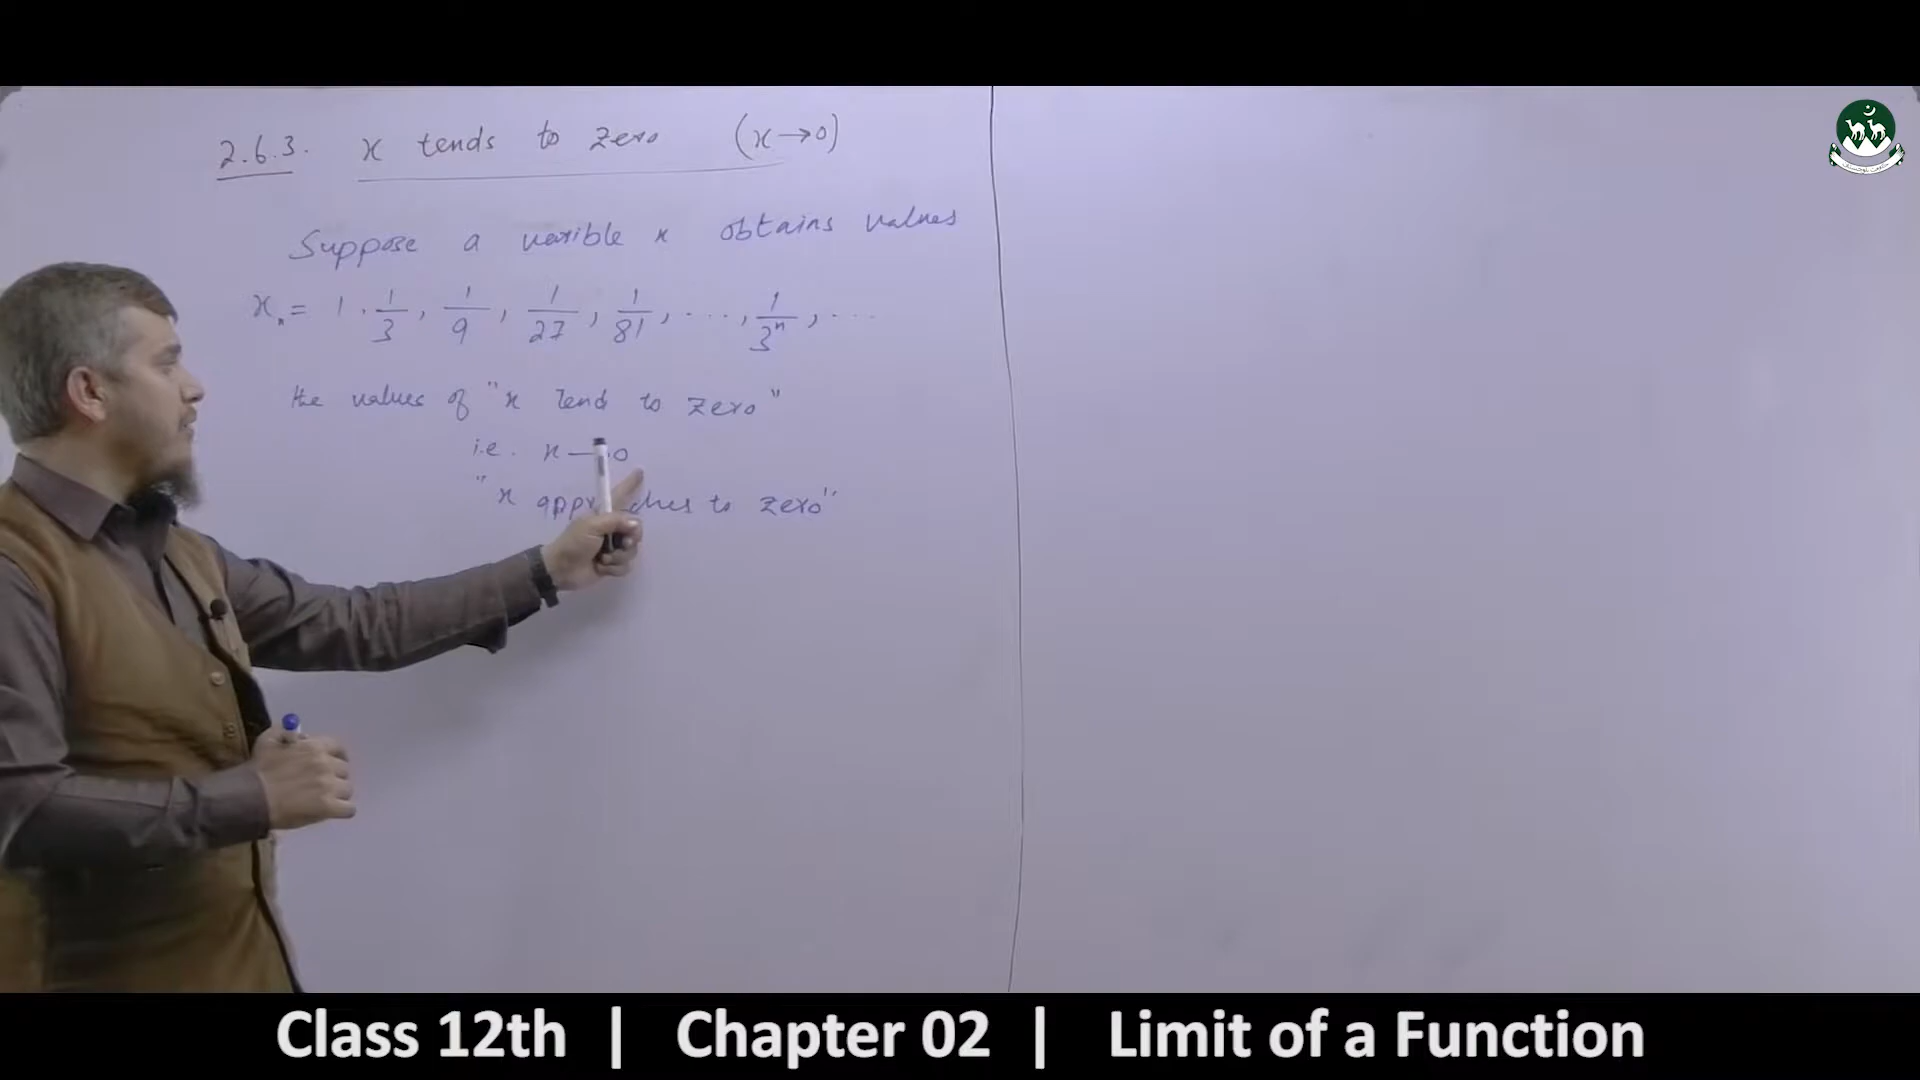 2.6.3. x tends to zero (x→0)
Suppose a varible x obtains values
xₙ = 1, 1/3, 1/9, 1/27, 1/81, ..., 1/3ⁿ, ...
the values of "x tend to zero"
i.e. x → 0
"x to zero"
Class 12th | Chapter 02 | Limit of a Function